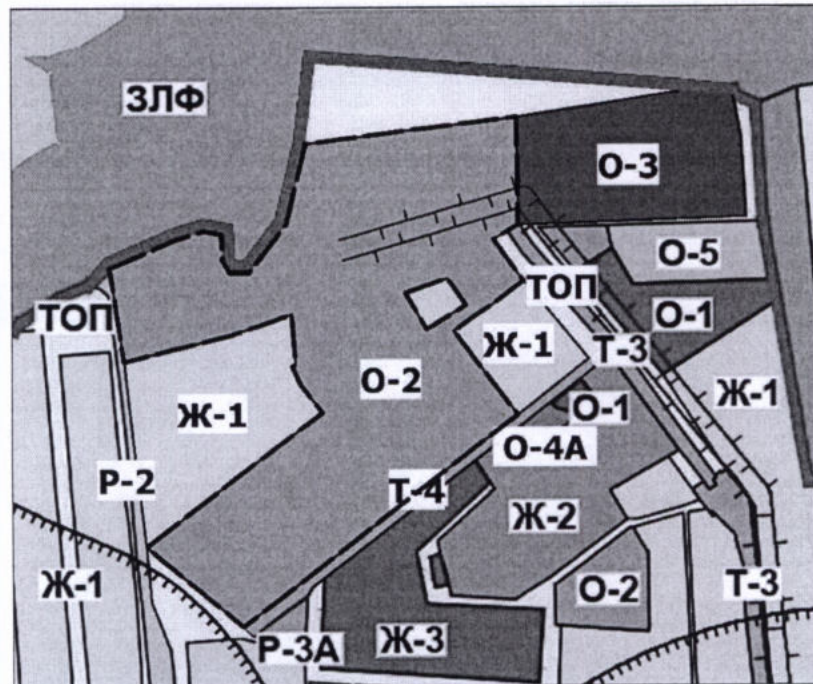 ЗЛФ
О-3
О-5
ТОП
ТОП
О-1
Ж-1
Т-3
О-2
Ж-1
О-1
Ж-1
О-4А
Р-2
Т-4
Ж-2
Ж-1
О-2
Т-3
Р-3А
Ж-3